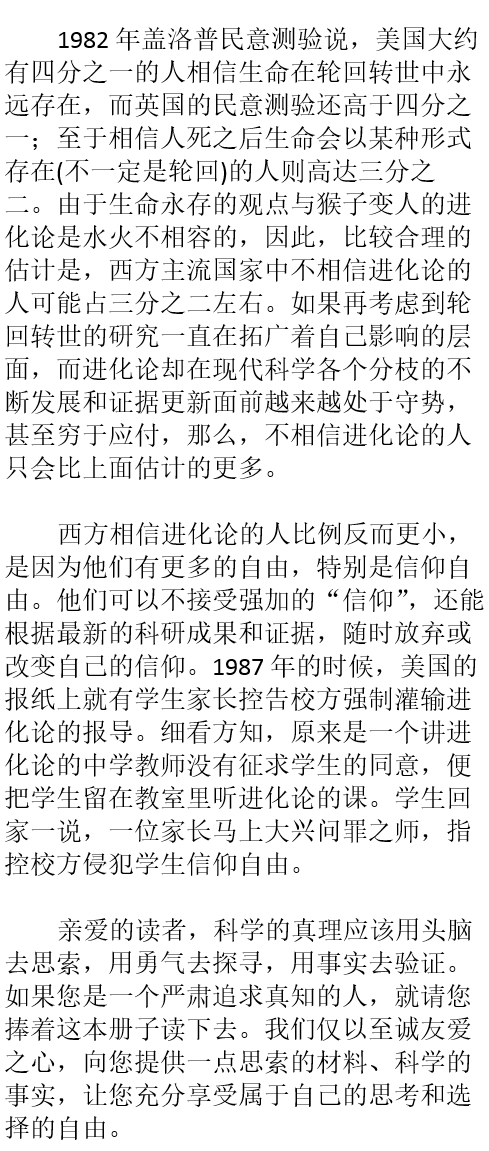 1982 年盖洛普民意测验说，美国大约
有四分之一的人相信生命在轮回转世中永
远存在，而英国的民意测验还高于四分之
一；至于相信人死之后生命会以某种形式
存在(不一定是轮回)的人则高达三分之
二。由于生命永存的观点与猴子变人的进
化论是水火不相容的，因此，比较合理的
估计是，西方主流国家中不相信进化论的
人可能占三分之二左右。如果再考虑到轮
回转世的研究一直在拓广着自己影响的层
面，而进化论却在现代科学各个分枝的不
断发展和证据更新面前越来越处于守势，
甚至穷于应付，那么，不相信进化论的人
只会比上面估计的更多。
西方相信进化论的人比例反而更小，
是因为他们有更多的自由，特别是信仰自
由。他们可以不接受强加的“信仰”，还能
根据最新的科研成果和证据，随时放弃或
改变自己的信仰。1987 年的时候，美国的
报纸上就有学生家长控告校方强制灌输进
化论的报导。细看方知，原来是一个讲进
化论的中学教师没有征求学生的同意，便
把学生留在教室里听进化论的课。学生回
家一说，一位家长马上大兴问罪之师，指
控校方侵犯学生信仰自由。
亲爱的读者，科学的真理应该用头脑
去思索，用勇气去探寻，用事实去验证。
如果您是一个严肃追求真知的人，就请您
捧着这本册子读下去。我们仅以至诚友爱
之心，向您提供一点思索的材料、科学的
事实，让您充分享受属于自己的思考和选
择的自由。